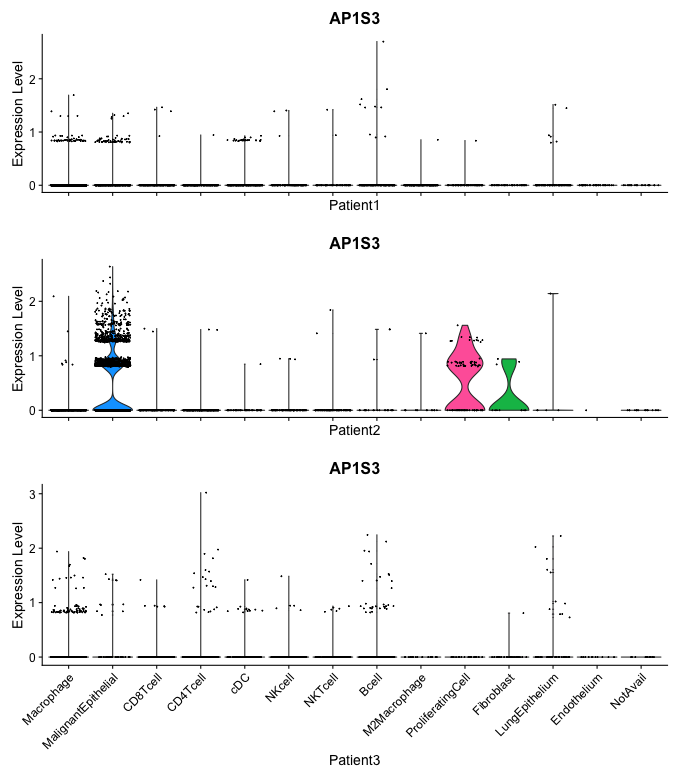 AP1S3
Expression Level
2
1
0
Patient1
AP1S3
Expression Level
2
1
0
Patient2
AP1S3
Expression Level
3
2
1
0
Macrophage
MalignantEpithelial
CD8Tcell
CD4Tcell
cDC
NKcell
NKTcell
Bcell
M2Macrophage
ProliferatingCell
Fibroblast
LungEpithelium
Endothelium
NotAvail
Patient3